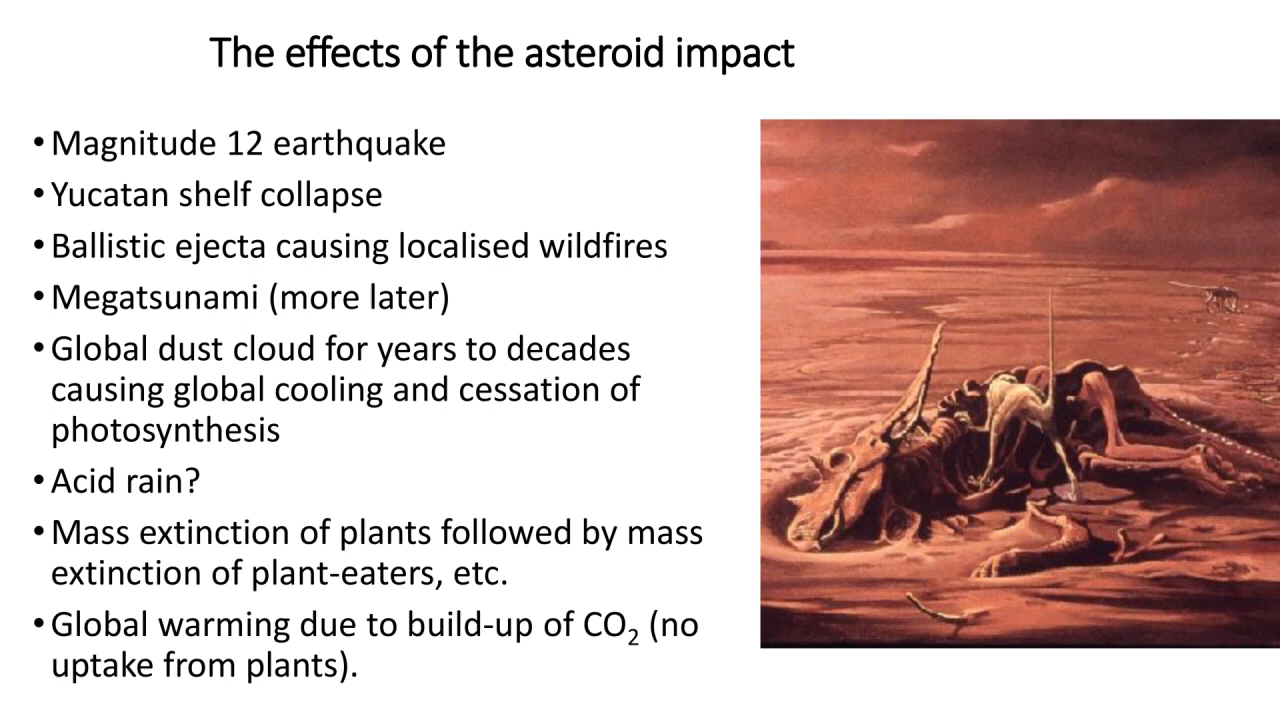 The effects of the asteroid impact
• Magnitude 12 earthquake
• Yucatan shelf collapse
• Ballistic ejecta causing localised wildfires
• Megatsunami (more later)
• Global dust cloud for years to decades
causing global cooling and cessation of
photosynthesis
• Acid rain?
• Mass extinction of plants followed by mass
extinction of plant-eaters, etc.
• Global warming due to build-up of CO₂ (no
uptake from plants).